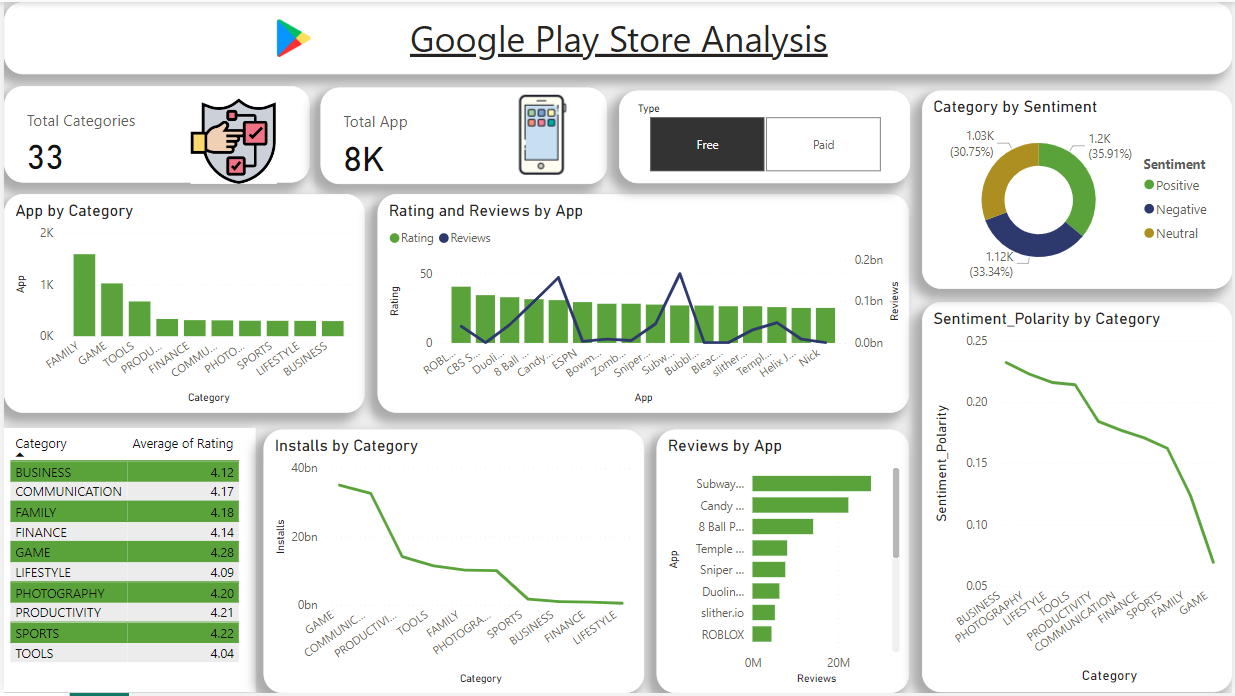 Google Play Store Analysis
Total Categories
33
Total App
8K
Type
Free
Paid
Category by Sentiment
1.03K
(30.75%)
1.2K
(35.91%)
1.12K
(33.34%)
Sentiment
Positive
Negative
Neutral
App by Category
2K
1K
0K
App
FAMILY
GAME
TOOLS
PRODU...
FINANCE
COMMU...
PHOTO...
SPORTS
LIFESTYLE
BUSINESS
Category
Rating and Reviews by App
Rating Reviews
50
0
Rating
0.2bn
0.1bn
0.0bn
Reviews
ROBL...
CBS S...
Duoli...
8 Ball ...
Candy...
ESPN
Bowm...
Zomb...
Sniper...
Subw...
Bubbl...
Bleac...
slither...
Templ...
Helix J...
Nick
App
Sentiment_Polarity by Category
0.25
0.20
0.15
0.10
0.05
Sentiment_Polarity
BUSINESS
PHOTOGRAPHY
LIFESTYLE
TOOLS
PRODUCTIVITY
COMMUNICATION
FINANCE
SPORTS
FAMILY
GAME
Category
Category Average of Rating
BUSINESS 4.12
COMMUNICATION 4.17
FAMILY 4.18
FINANCE 4.14
GAME 4.28
LIFESTYLE 4.09
PHOTOGRAPHY 4.20
PRODUCTIVITY 4.21
SPORTS 4.22
TOOLS 4.04
Installs by Category
40bn
20bn
0bn
Installs
GAME
COMMUNIC...
PRODUCTIVI...
TOOLS
FAMILY
PHOTOGRA...
SPORTS
BUSINESS
FINANCE
LIFESTYLE
Category
Reviews by App
App
Subway...
Candy ...
8 Ball P...
Temple ...
Sniper ...
Duolin...
slither.io
ROBLOX
0M
20M
Reviews